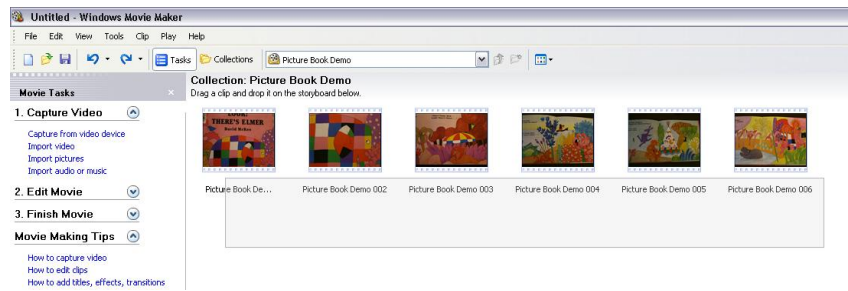 Untitled - Windows Movie Maker
File Edit View Tools Clip Play Help
Tasks Collections Picture Book Demo
Movie Tasks
Collection: Picture Book Demo
Drag a clip and drop it on the storyboard below.
1. Capture Video
Capture from video device
Import video
Import pictures
Import audio or music
2. Edit Movie
3. Finish Movie
Movie Making Tips
How to capture video
How to edit clips
How to add titles, effects, transitions
LOOK!
THERE'S ELMER
David McKee
Picture Book De...
Picture Book Demo 002
Picture Book Demo 003
Picture Book Demo 004
Picture Book Demo 005
Picture Book Demo 006